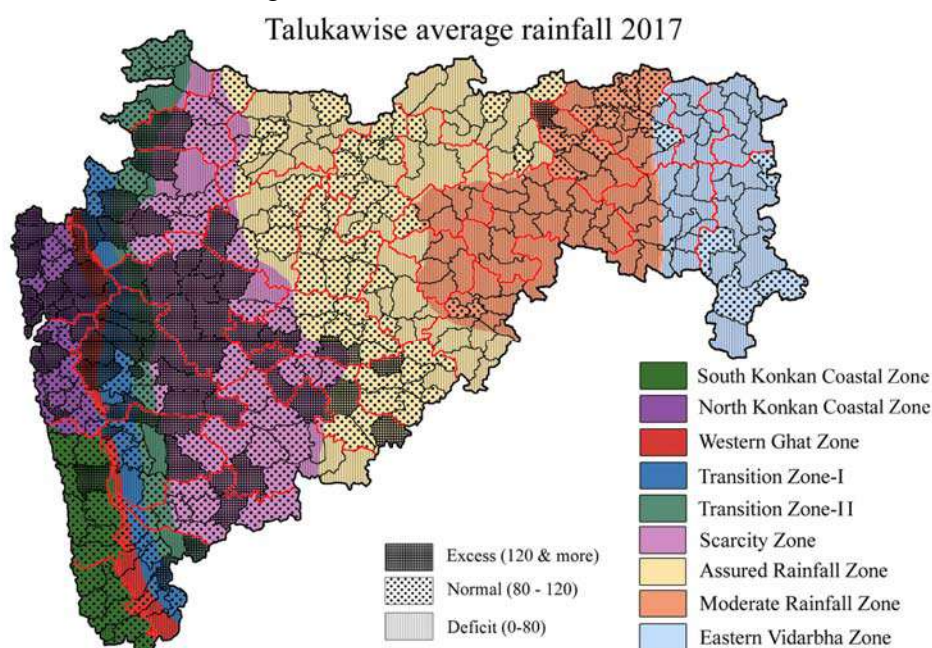 Talukawise average rainfall 2017
South Konkan Coastal Zone
North Konkan Coastal Zone
Western Ghat Zone
Transition Zone-I
Transition Zone-II
Scarcity Zone
Assured Rainfall Zone
Moderate Rainfall Zone
Eastern Vidarbha Zone
Excess (120 & more)
Normal (80 - 120)
Deficit (0-80)